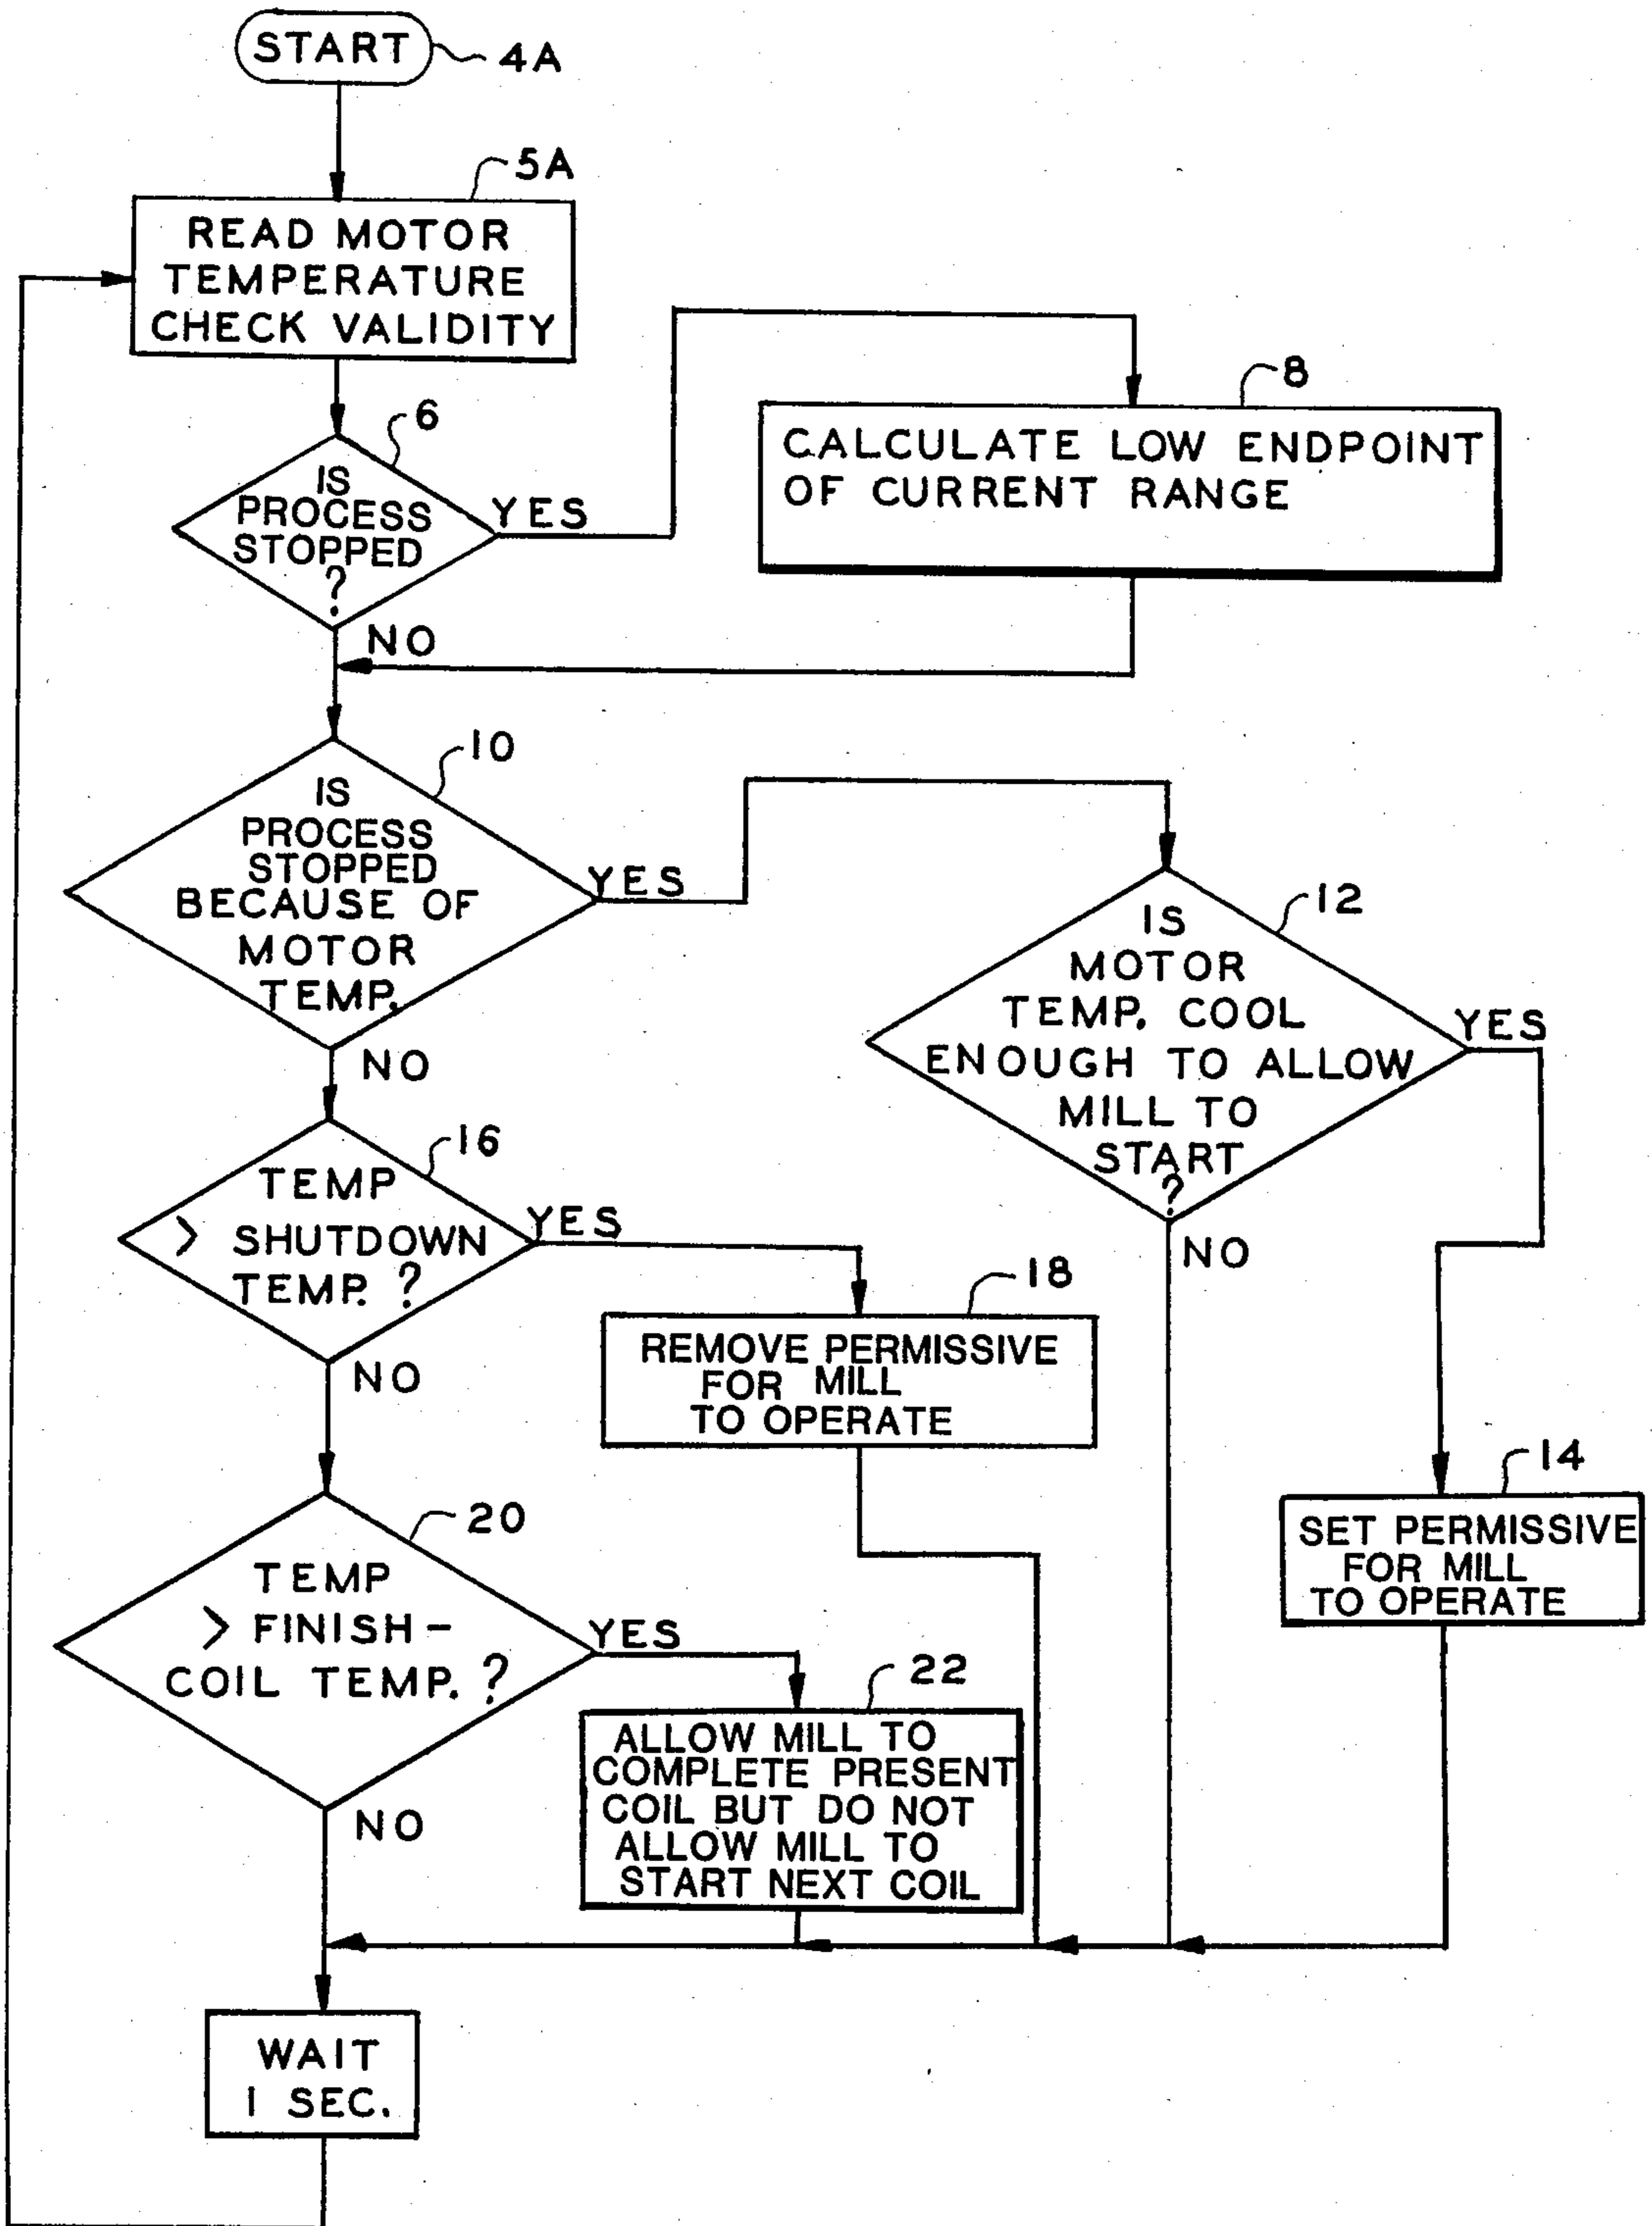 START
4A
5A
READ MOTOR
TEMPERATURE
CHECK VALIDITY
6
IS
PROCESS
STOPPED
?
YES
NO
8
CALCULATE LOW ENDPOINT
OF CURRENT RANGE
10
IS
PROCESS
STOPPED
BECAUSE OF
MOTOR
TEMP.
YES
NO
12
IS
MOTOR
TEMP. COOL
ENOUGH TO ALLOW
MILL TO
START
?
YES
NO
16
TEMP
> SHUTDOWN
TEMP. ?
YES
NO
18
REMOVE PERMISSIVE
FOR MILL
TO OPERATE
14
SET PERMISSIVE
FOR MILL
TO OPERATE
20
TEMP
> FINISH-
COIL TEMP. ?
YES
NO
22
ALLOW MILL TO
COMPLETE PRESENT
COIL BUT DO NOT
ALLOW MILL TO
START NEXT COIL
WAIT
1 SEC.